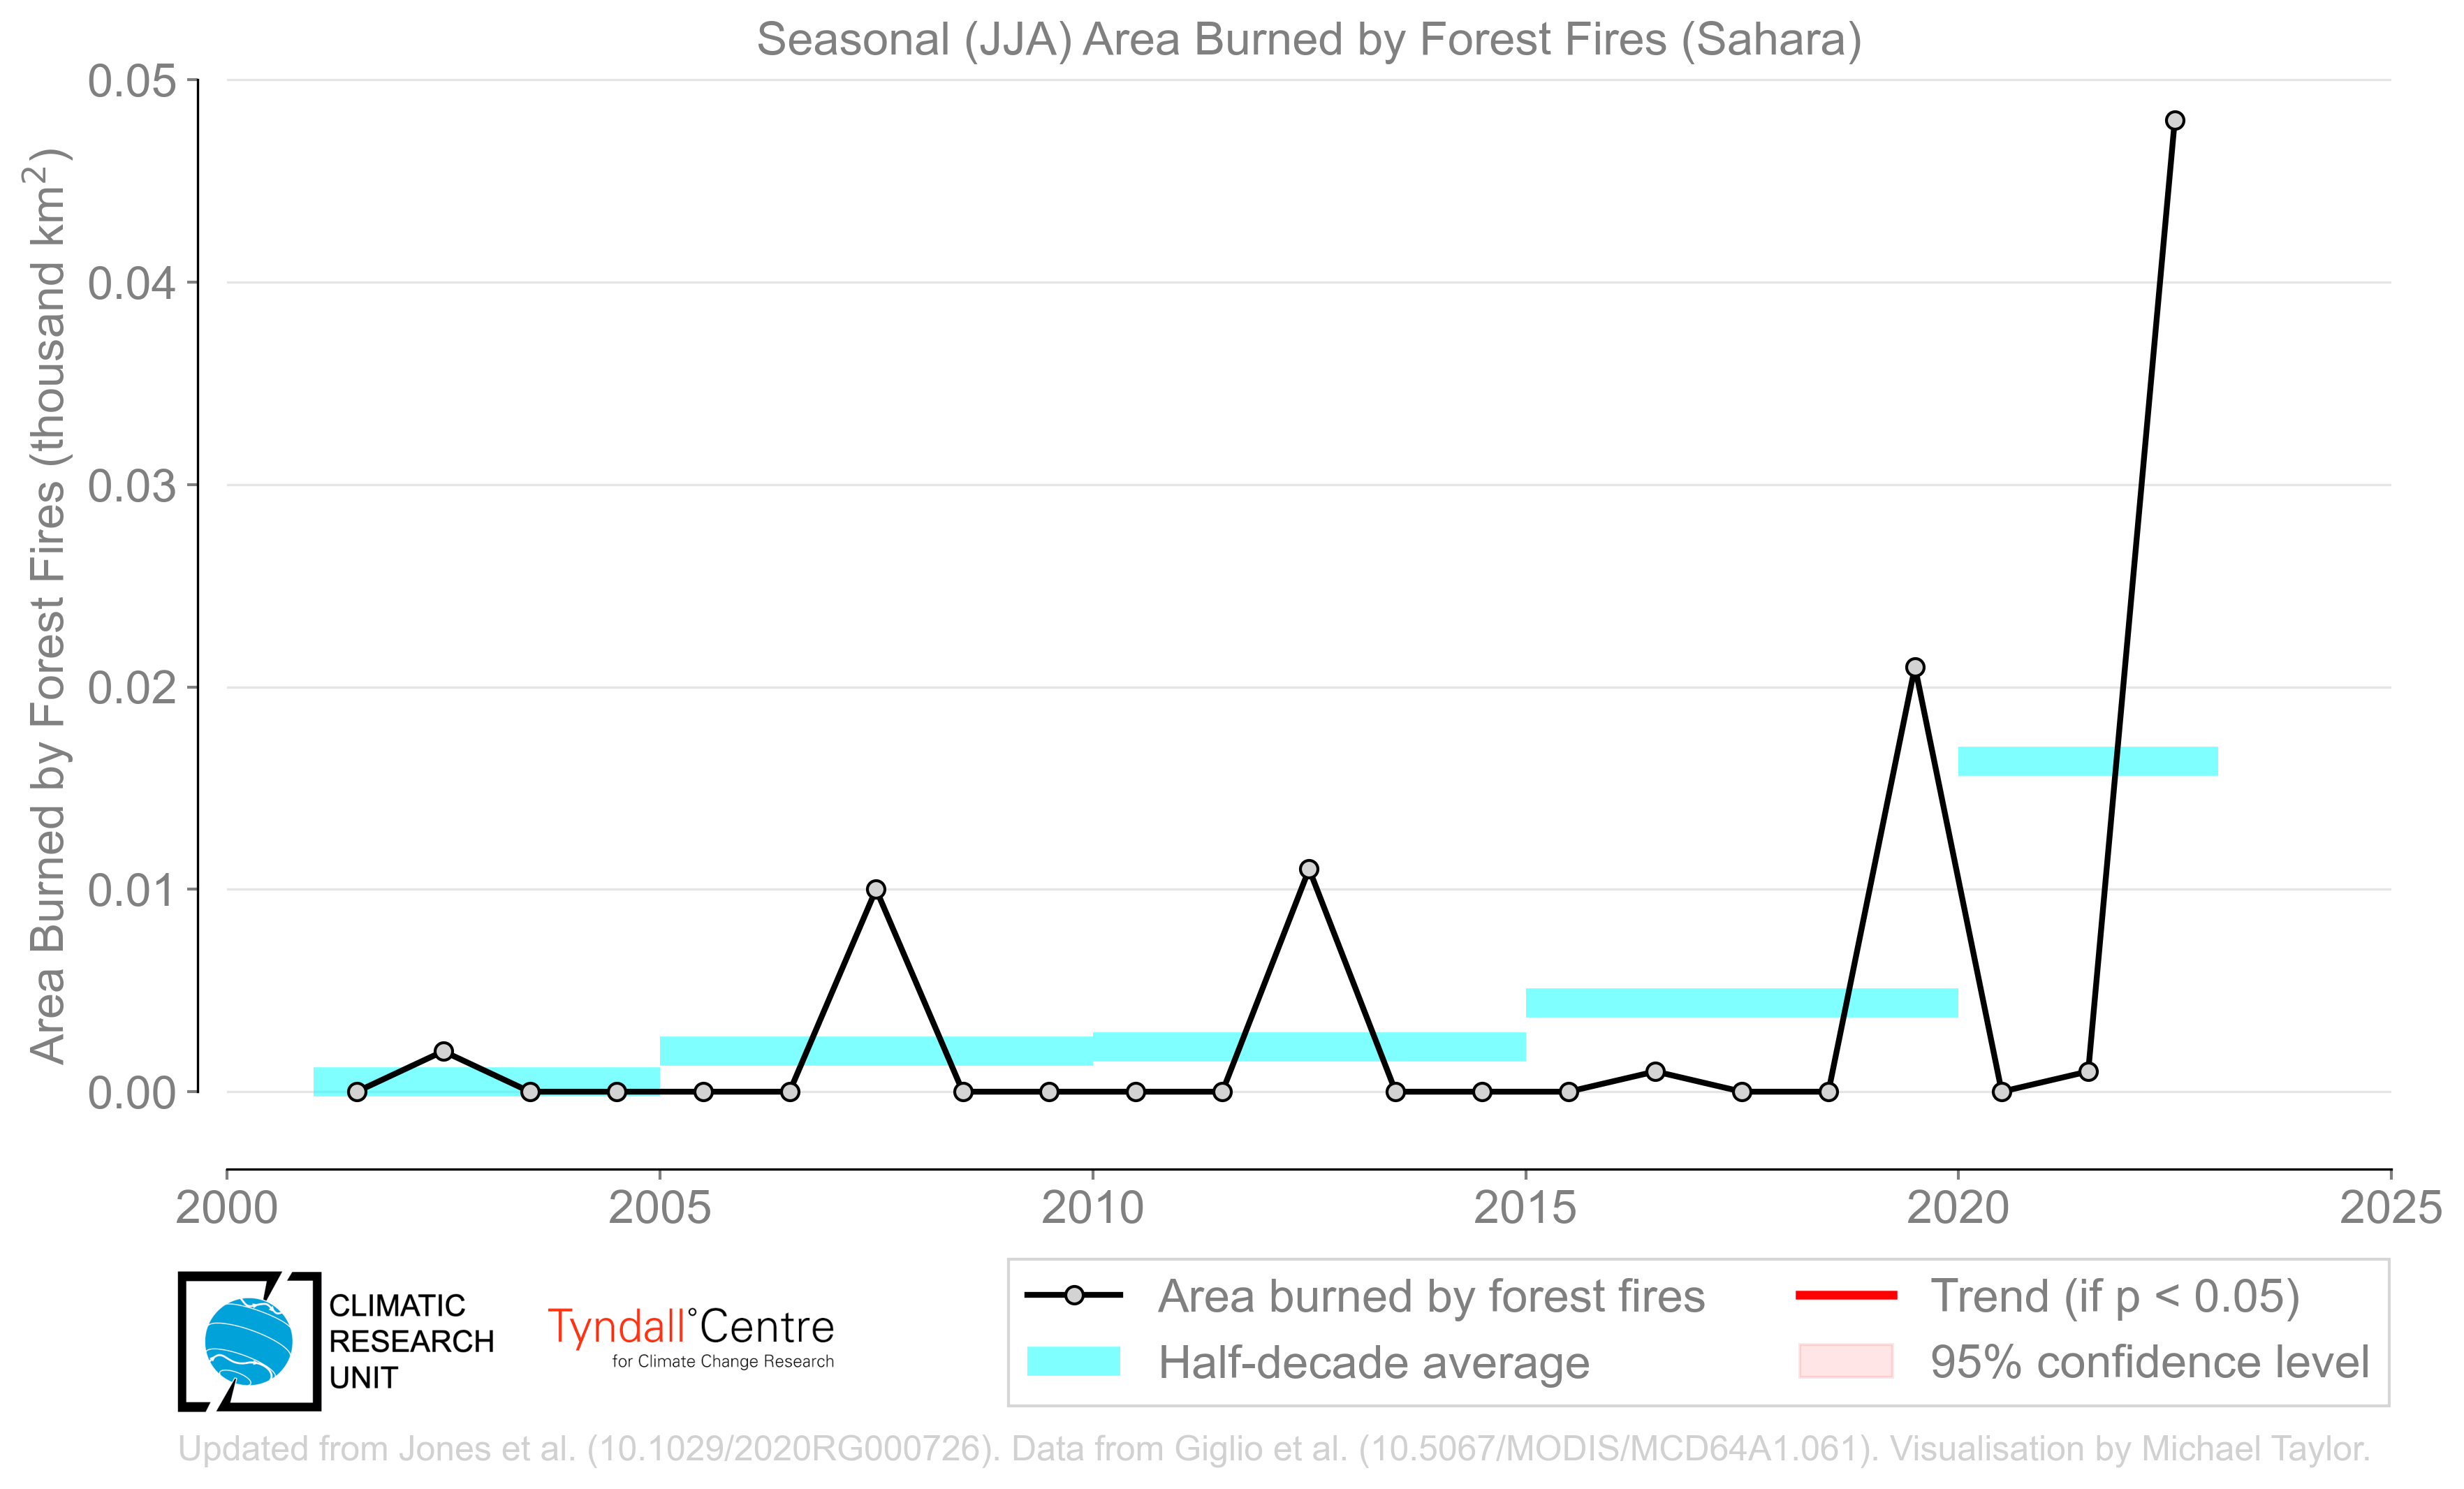 Seasonal (JJA) Area Burned by Forest Fires (Sahara)
Area Burned by Forest Fires (thousand km²)
0.05
0.04
0.03
0.02
0.01
0.00
2000
2005
2010
2015
2020
2025
CLIMATIC
RESEARCH
UNIT
Tyndall°Centre
for Climate Change Research
Area burned by forest fires
Half-decade average
Trend (if p < 0.05)
95% confidence level
Updated from Jones et al. (10.1029/2020RG000726). Data from Giglio et al. (10.5067/MODIS/MCD64A1.061). Visualisation by Michael Taylor.